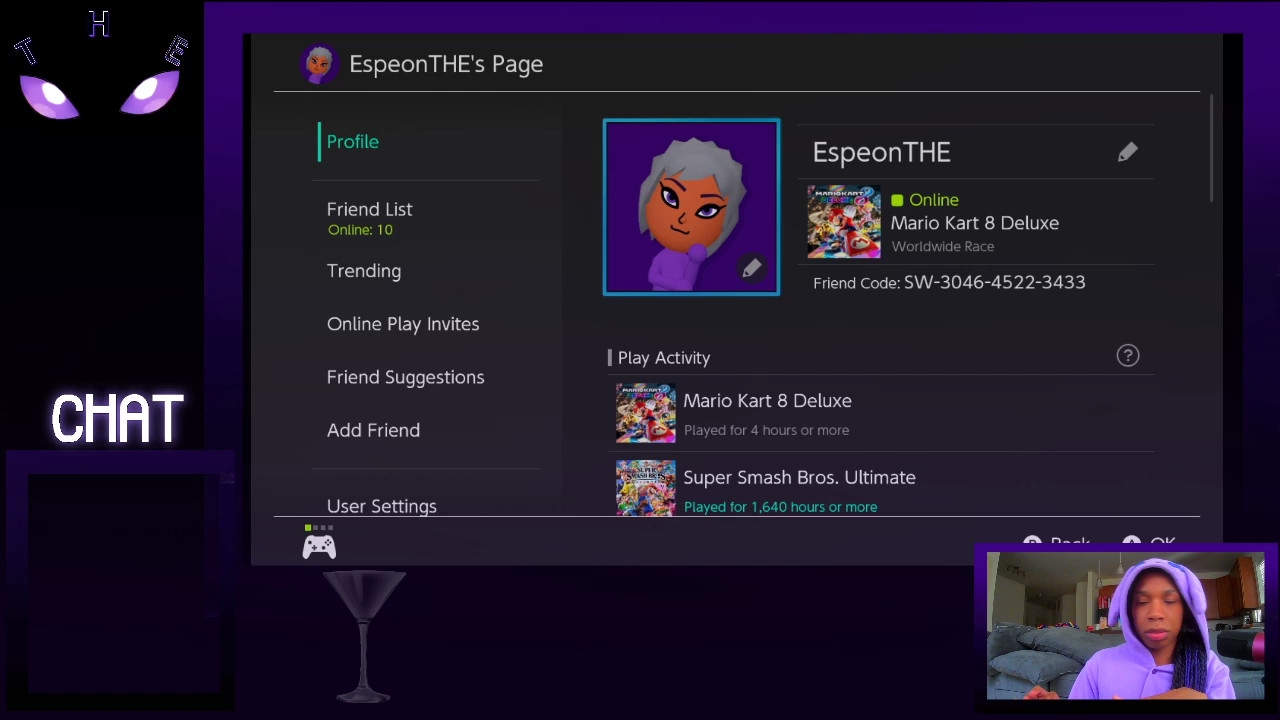 T H E
EspeonTHE's Page
Profile
Friend List
Online: 10
Trending
Online Play Invites
Friend Suggestions
Add Friend
User Settings
EspeonTHE
Online
Mario Kart 8 Deluxe
Worldwide Race
Friend Code: SW-3046-4522-3433
Play Activity
?
Mario Kart 8 Deluxe
Played for 4 hours or more
Super Smash Bros. Ultimate
Played for 1,640 hours or more
Back OK
CHAT